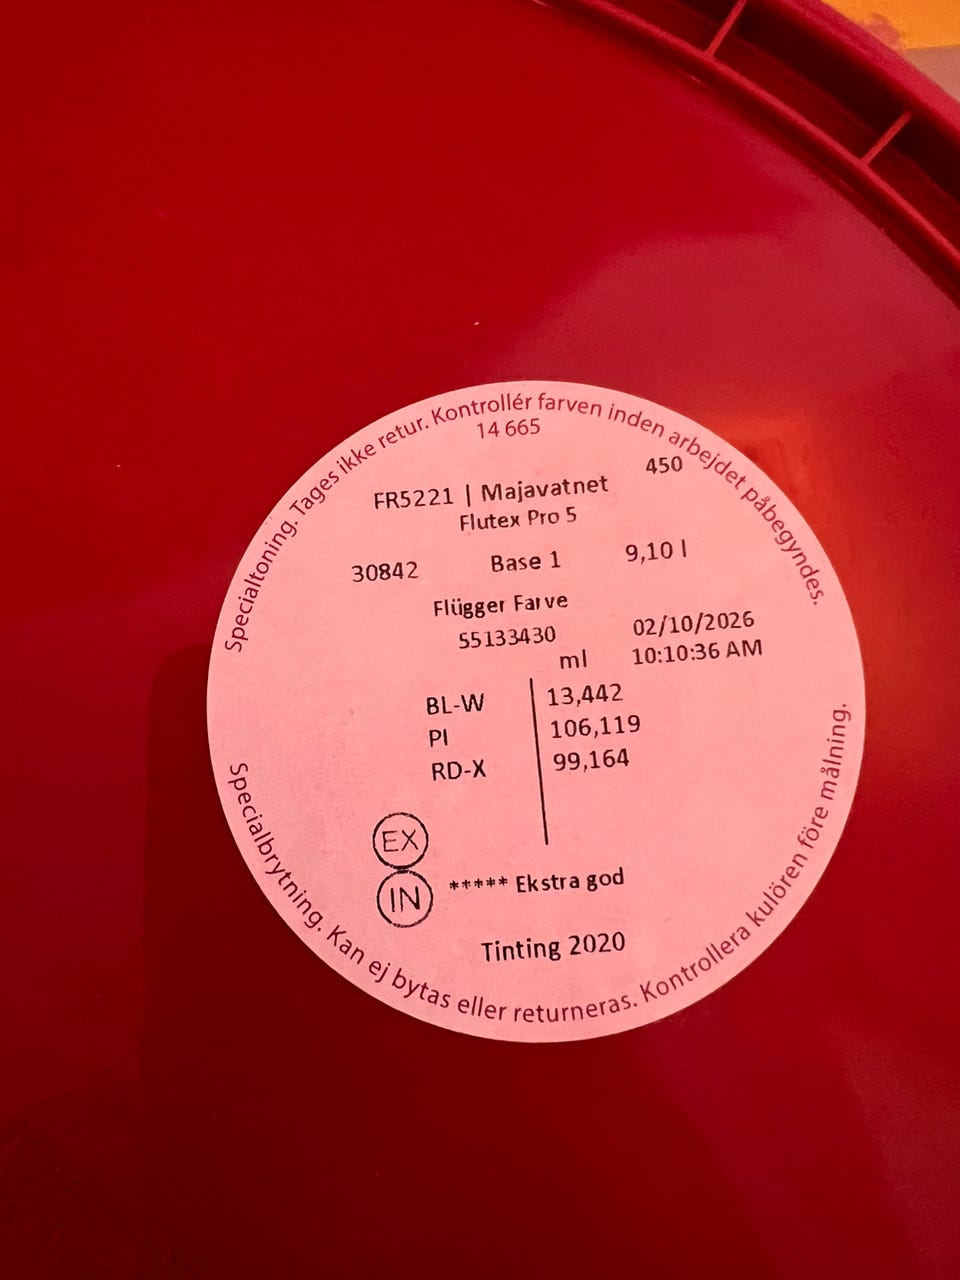 Specialtoning. Tages ikke retur. Kontrollér farven inden arbejdet påbegyndes.
14 665
450
FR5221 | Majavatnet
Flutex Pro 5
30842 Base 1 9,10 l
Flügger Farve
55133430 02/10/2026
ml 10:10:36 AM
BL-W 13,442
PI 106,119
RD-X 99,164
EX
IN ***** Ekstra god
Tinting 2020
Specialbrytning. Kan ej bytas eller returneras. Kontrollera kulören före målning.